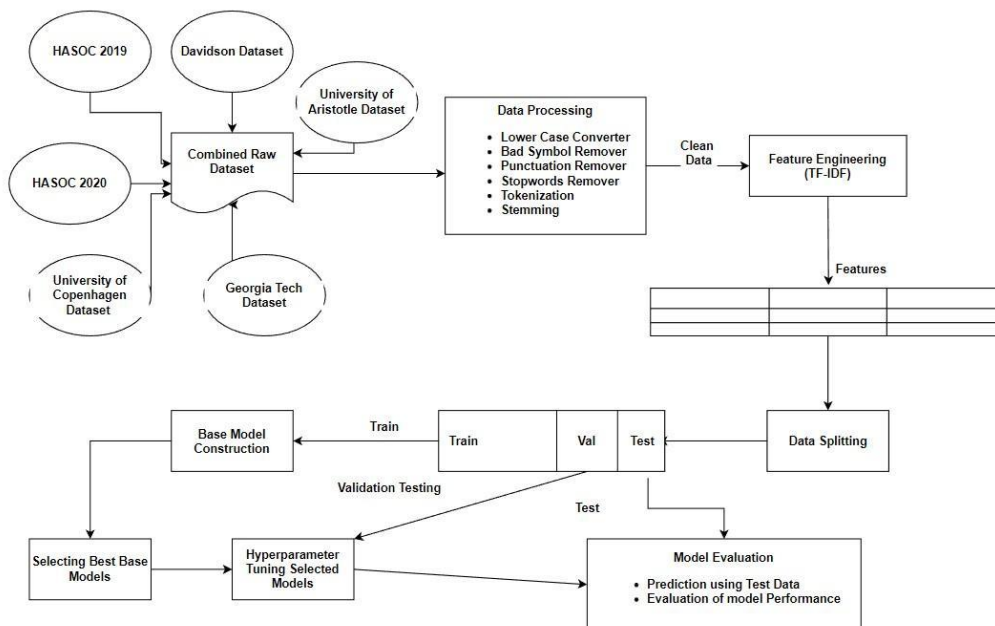 HASOC 2019
Davidson Dataset
University of
Aristotle Dataset
Combined Raw
Dataset
HASOC 2020
University of
Copenhagen
Dataset
Georgia Tech
Dataset
Data Processing
• Lower Case Converter
• Bad Symbol Remover
• Punctuation Remover
• Stopwords Remover
• Tokenization
• Stemming
Clean
Data
Feature Engineering
(TF-IDF)
Features
Data Splitting
Train
Val
Test
Train
Base Model
Construction
Validation Testing
Test
Selecting Best Base
Models
Hyperparameter
Tuning Selected
Models
Model Evaluation
• Prediction using Test Data
• Evaluation of model Performance